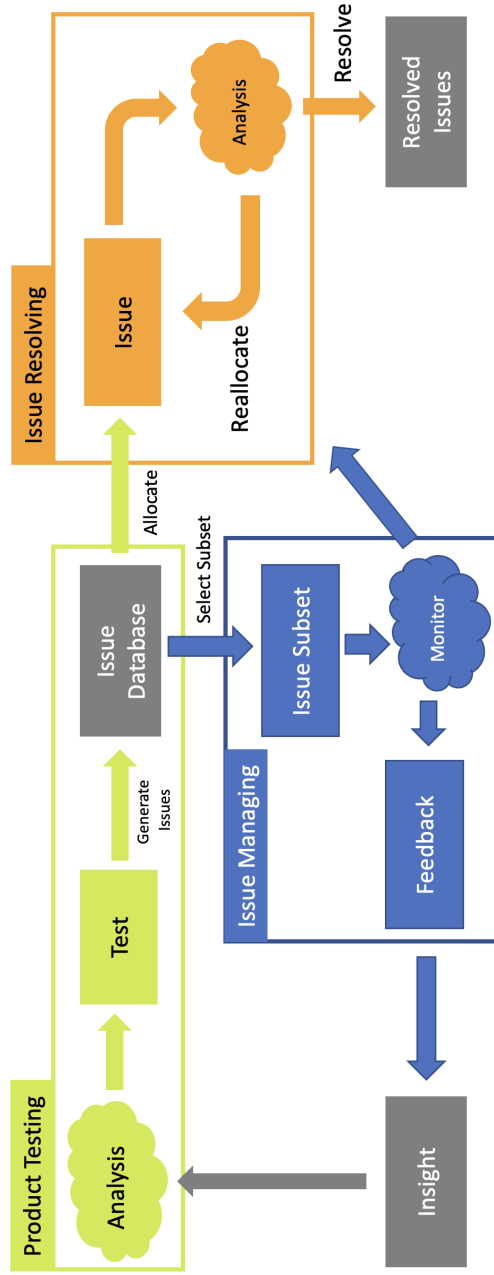 Product Testing
Analysis
Test
Generate
Issues
Issue
Database
Allocate
Select Subset
Issue Resolving
Issue
Analysis
Reallocate
Resolve
Resolved
Issues
Issue Managing
Issue Subset
Monitor
Feedback
Insight